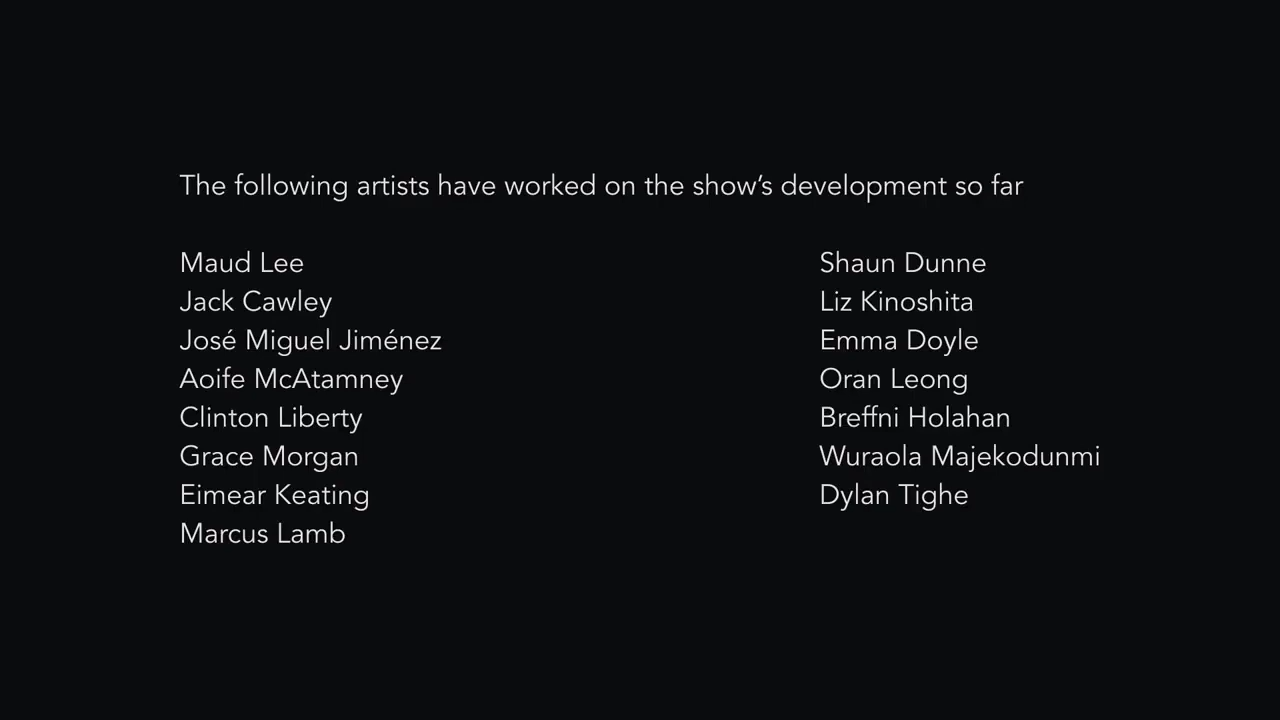 The following artists have worked on the show’s development so far
Maud Lee
Jack Cawley
José Miguel Jiménez
Aoife McAtamney
Clinton Liberty
Grace Morgan
Eimear Keating
Marcus Lamb
Shaun Dunne
Liz Kinoshita
Emma Doyle
Oran Leong
Breffni Holahan
Wuraola Majekodunmi
Dylan Tighe